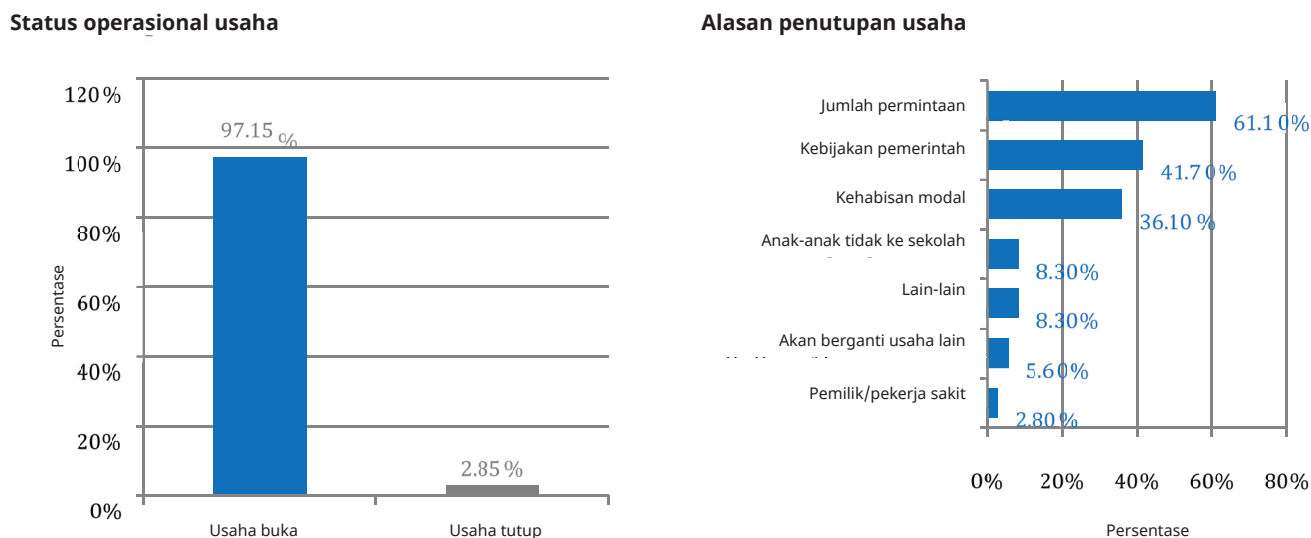 Status operasional usaha
120%
100%
80%
60%
40%
20%
0%
Persentase
97.15 %
2.85%
Usaha buka
Usaha tutup
Alasan penutupan usaha
Jumlah permintaan
61.10%
Kebijakan pemerintah
41.70%
Kehabisan modal
36.10 %
Anak-anak tidak ke sekolah
8.30%
Lain-lain
8.30%
Akan berganti usaha lain
5.60%
Pemilik/pekerja sakit
2.80%
0% 20% 40% 60% 80%
Persentase